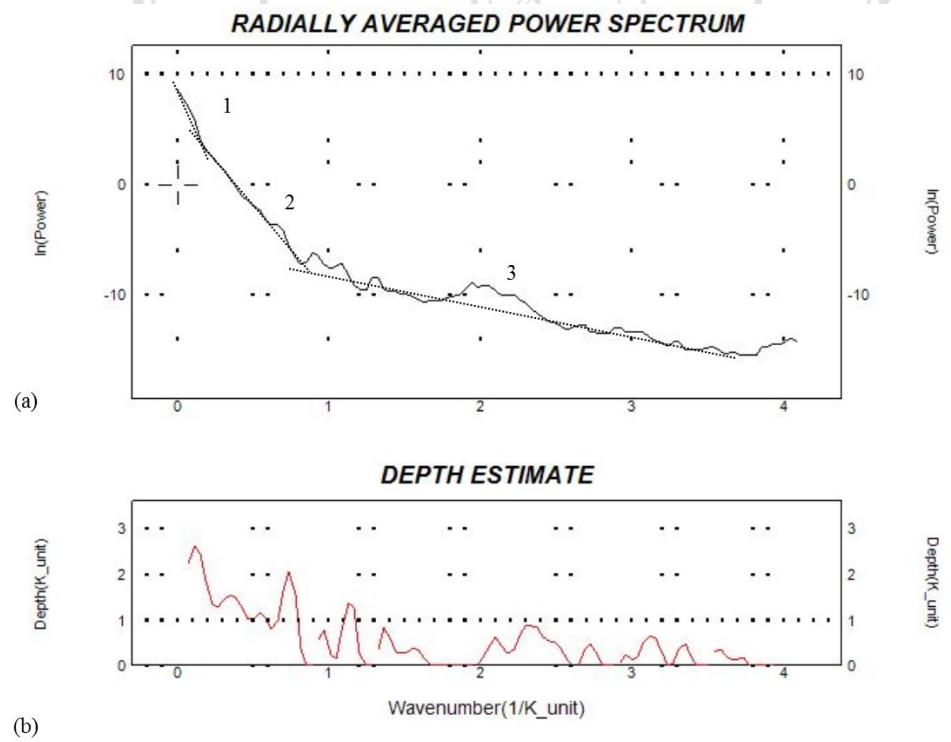 RADIALLY AVERAGED POWER SPECTRUM
10 10
1
0 0
2
ln(Power) ln(Power)
3
-10 -10
(a)
0 1 2 3 4
DEPTH ESTIMATE
3 3
2 2
1 1
0 0
Depth(K_unit) Depth(K_unit)
0 1 2 3 4
Wavenumber(1/K_unit)
(b)